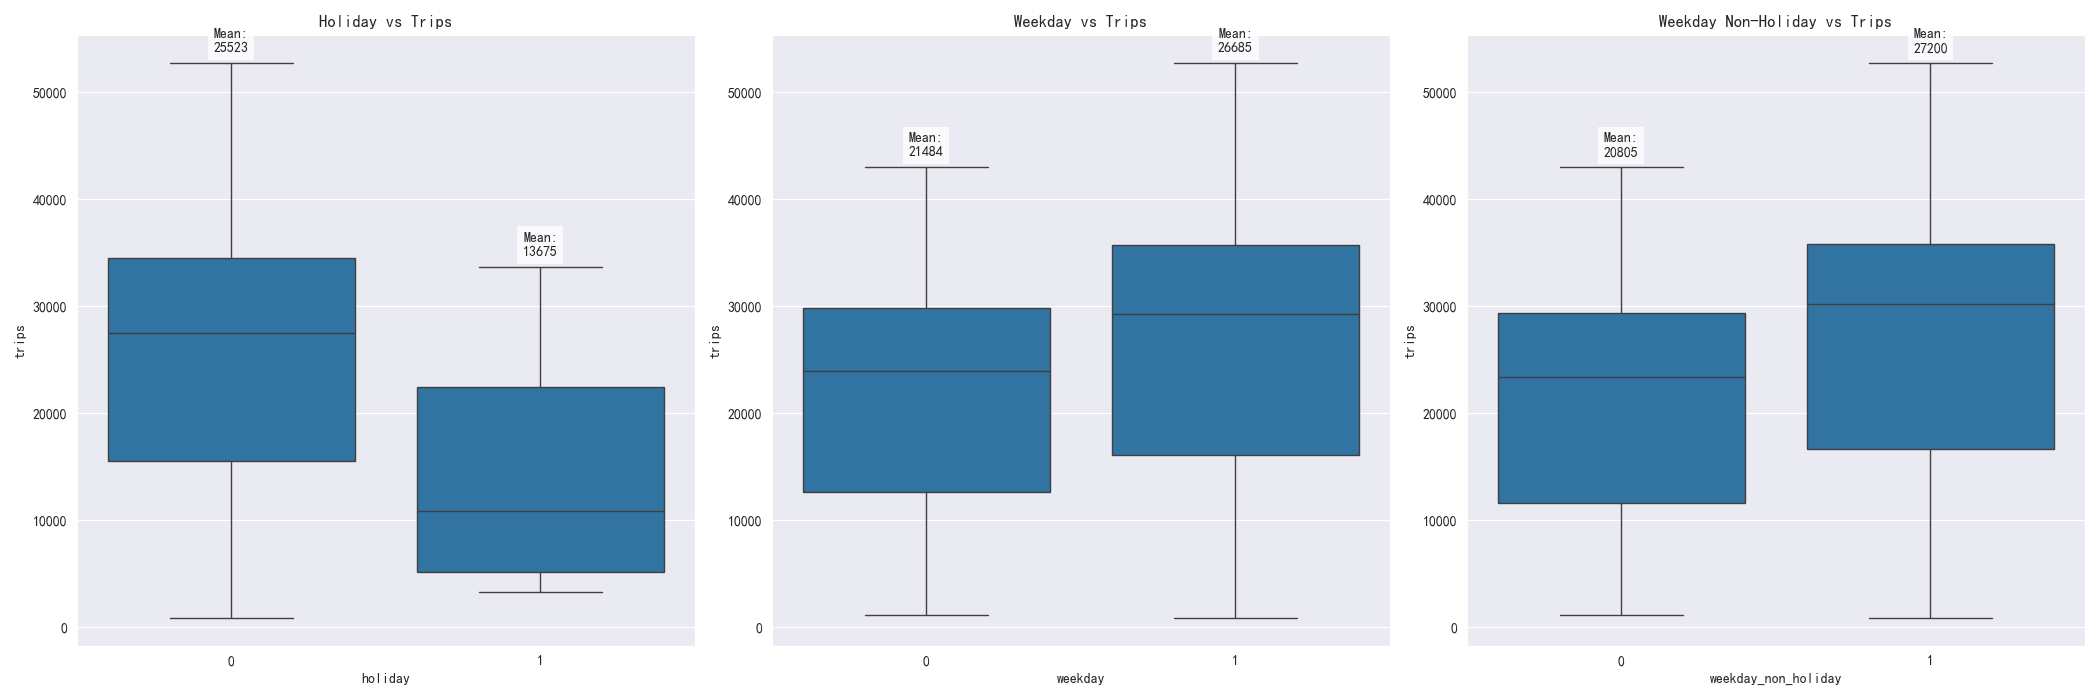 Holiday vs Trips
Mean:
25523
Mean:
13675
50000
40000
30000
20000
10000
0
trips
0
1
holiday
Weekday vs Trips
Mean:
21484
Mean:
26685
50000
40000
30000
20000
10000
0
trips
0
1
weekday
Weekday Non-Holiday vs Trips
Mean:
20805
Mean:
27200
50000
40000
30000
20000
10000
0
trips
0
1
weekday_non_holiday